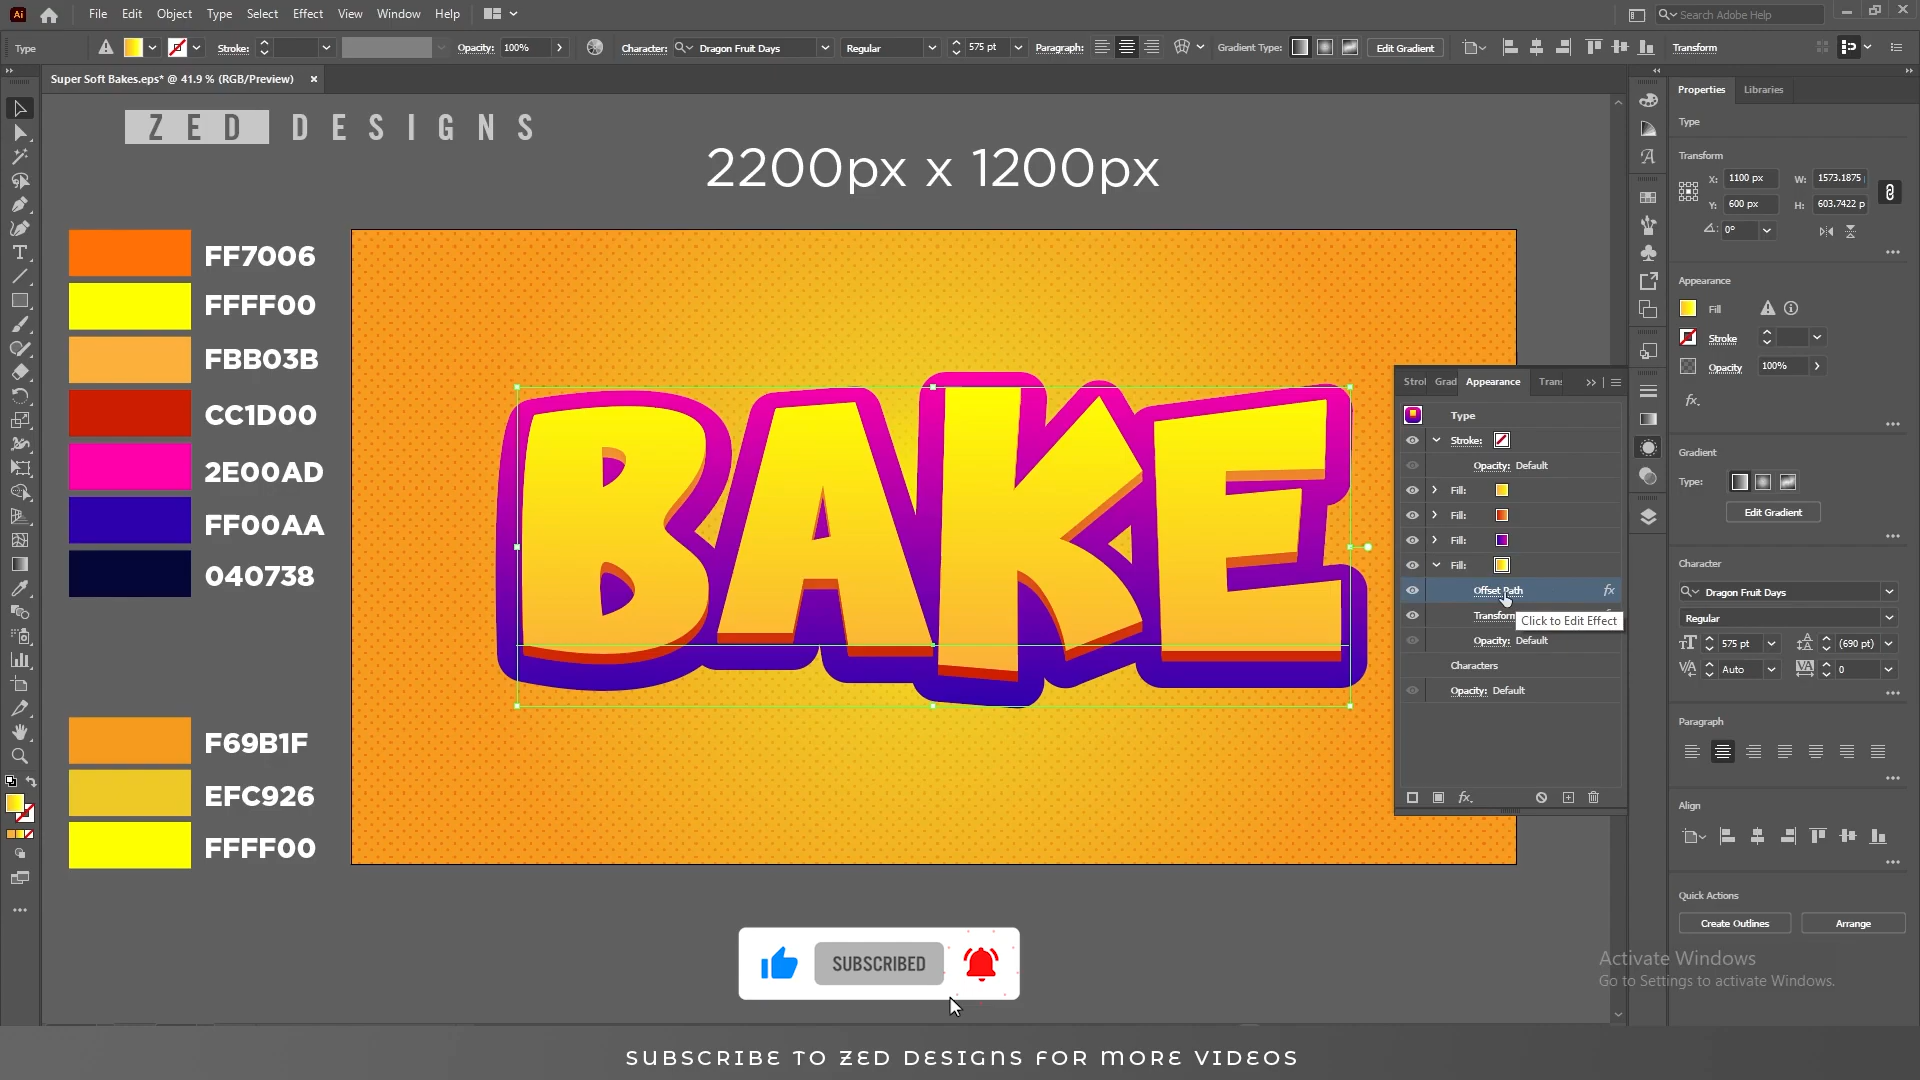 Ai File Edit Object Type Select Effect View Window Help Search Adobe Help
Type Stroke: Opacity: 100% Character: Dragon Fruit Days Regular 575 pt Paragraph: Gradient Type: Edit Gradient Transform
Super Soft Bakes.eps* @ 41.9 % (RGB/Preview) ×
ZED DESIGNS
2200px x 1200px
FF7006
FFFF00
FBB03B
CC1D00
2E00AD
FF00AA
040738
F69B1F
EFC926
FFFF00
BAKE
Grad Appearance
Type
Stroke:
Opacity: Default
Fill:
Fill:
Fill:
Fill:
Offset Path fx
Transform
Click to Edit Effect
Opacity: Default
Characters
Opacity: Default
fx.
Properties Libraries
Type
Transform
X: 1100 px W: 1573.1875
Y: 600 px H: 603.7422 p
0°
Appearance
Fill
Stroke
Opacity 100%
fx.
Gradient
Type:
Edit Gradient
Character
Dragon Fruit Days
Regular
575 pt (690 pt)
Auto 0
Paragraph
Align
Quick Actions
Create Outlines Arrange
Activate Windows
Go to Settings to activate Windows.
SUBSCRIBED
SUBSCRIBE TO ZED DESIGNS FOR MORE VIDEOS